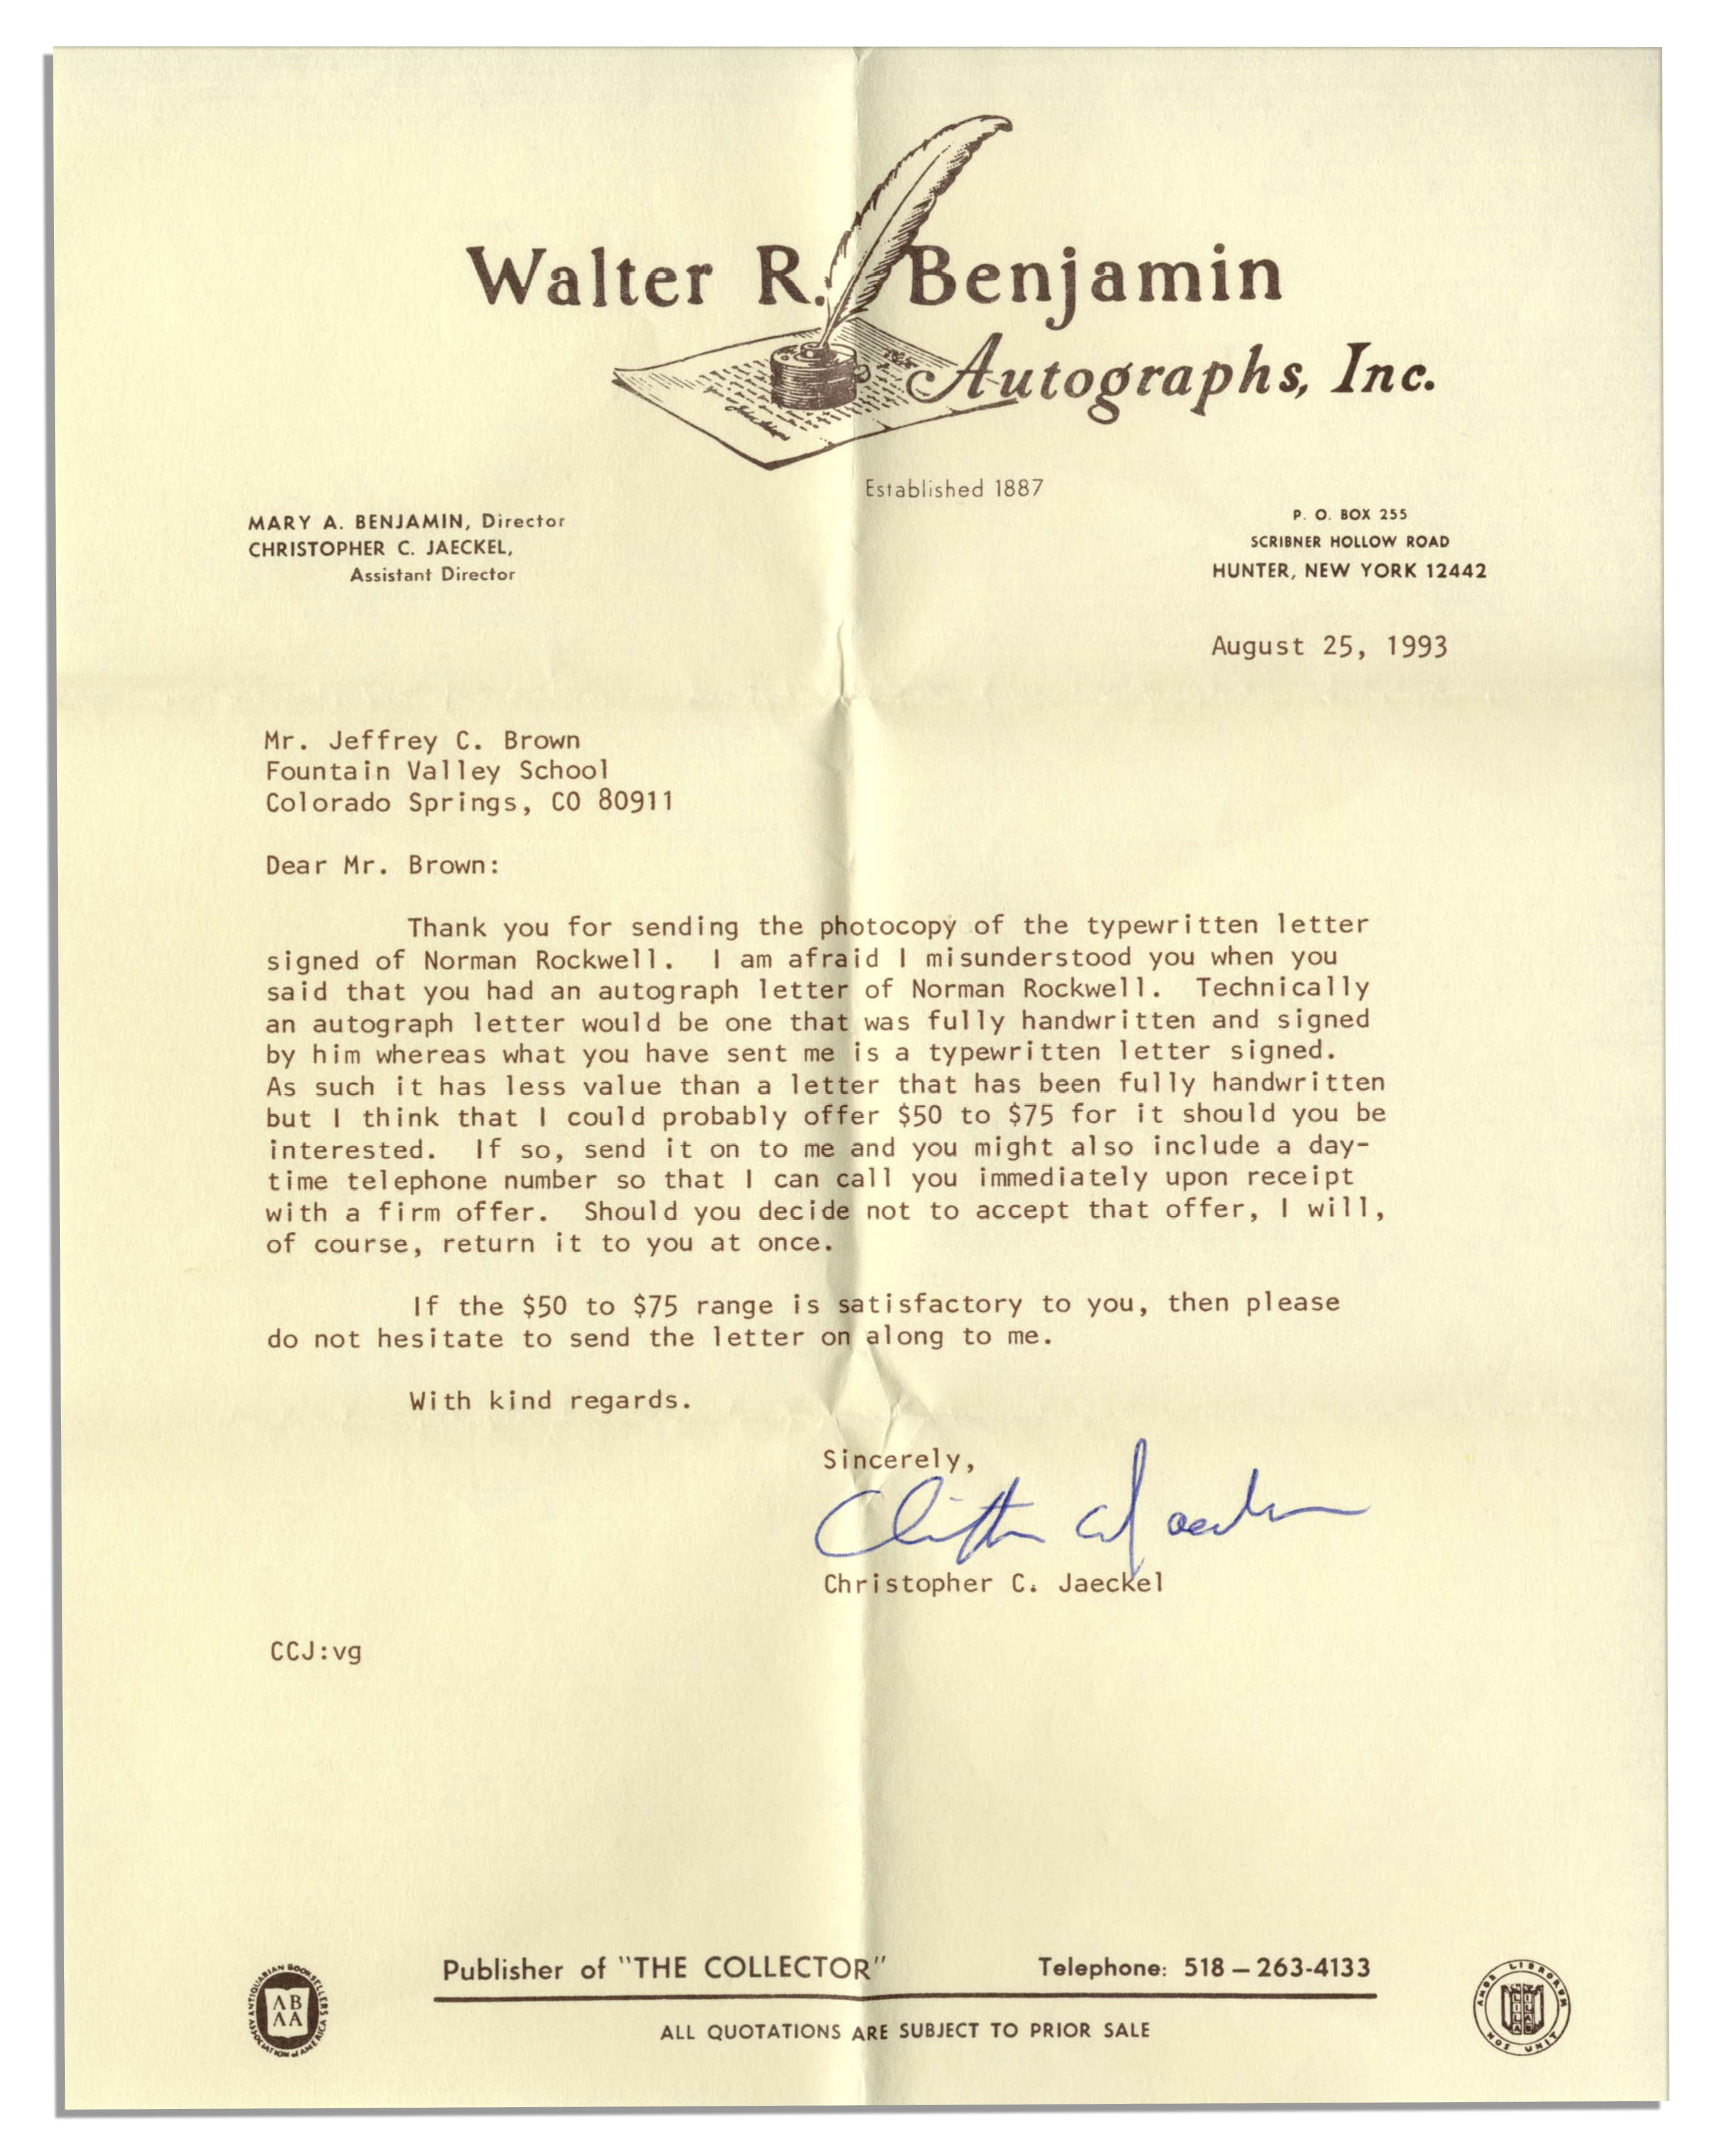 Walter R. Benjamin
Autographs, Inc.
Established 1887
MARY A. BENJAMIN, Director
CHRISTOPHER C. JAECKEL,
Assistant Director
P. O. BOX 255
SCRIBNER HOLLOW ROAD
HUNTER, NEW YORK 12442
August 25, 1993
Mr. Jeffrey C. Brown
Fountain Valley School
Colorado Springs, CO 80911
Dear Mr. Brown:
Thank you for sending the photocopy of the typewritten letter
signed of Norman Rockwell. I am afraid I misunderstood you when you
said that you had an autograph letter of Norman Rockwell. Technically
an autograph letter would be one that was fully handwritten and signed
by him whereas what you have sent me is a typewritten letter signed.
As such it has less value than a letter that has been fully handwritten
but I think that I could probably offer $50 to $75 for it should you be
interested. If so, send it on to me and you might also include a day-
time telephone number so that I can call you immediately upon receipt
with a firm offer. Should you decide not to accept that offer, I will,
of course, return it to you at once.
If the $50 to $75 range is satisfactory to you, then please
do not hesitate to send the letter on along to me.
With kind regards.
Sincerely,
Christopher C. Jaeckel
CCJ:vg
Publisher of "THE COLLECTOR"
Telephone: 518 – 263-4133
ALL QUOTATIONS ARE SUBJECT TO PRIOR SALE
ANTIQUARIAN BOOKSELLERS ASSOCIATION of AMERICA
AB
AA
AMOR LIBRORUM
NOS UNIT